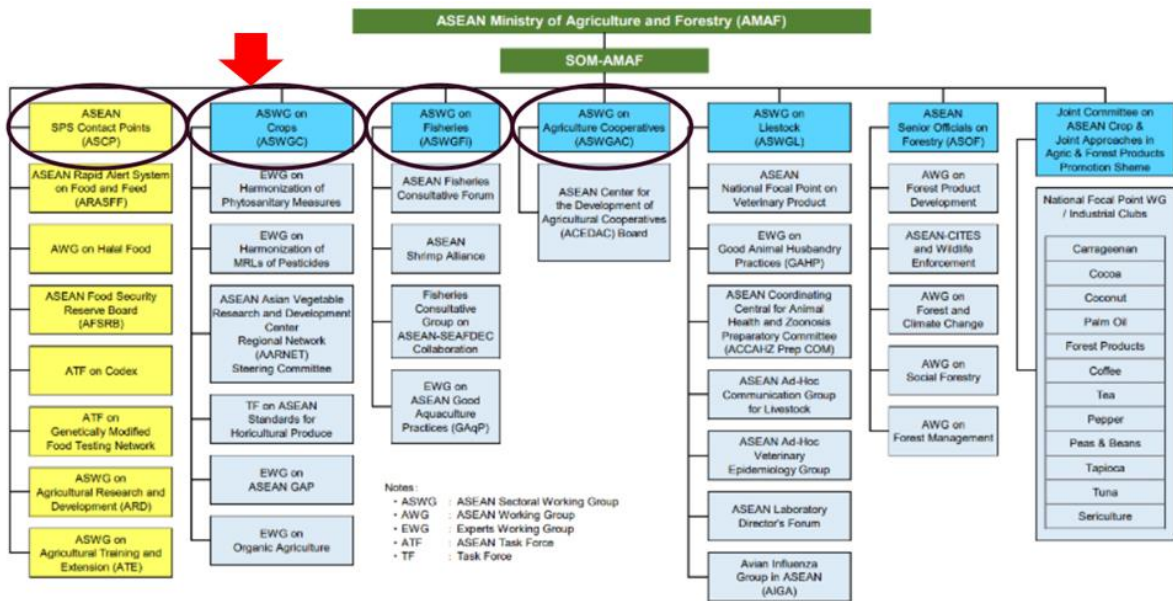 ASEAN Ministry of Agriculture and Forestry (AMAF)
SOM-AMAF
ASEAN
SPS Contact Points
(ASCP)
ASEAN Rapid Alert System
on Food and Feed
(ARASFF)
AWG on Halal Food
ASEAN Food Security
Reserve Board
(AFSRB)
ATF on Codex
ATF on
Genetically Modified
Food Testing Network
ASWG on
Agricultural Research and
Development (ARD)
ASWG on
Agricultural Training and
Extension (ATE)
ASWG on
Crops
(ASWGC)
EWG on
Harmonization of
Phytosanitary Measures
EWG on
Harmonization of
MRLs of Pesticides
ASEAN Asian Vegetable
Research and Development
Center
Regional Network
(AARNET)
Steering Committee
TF on ASEAN
Standards for
Horicultural Produce
EWG on
ASEAN GAP
EWG on
Organic Agriculture
ASWG on
Fisheries
(ASWGFI)
ASEAN Fisheries
Consultative Forum
ASEAN
Shrimp Alliance
Fisheries
Consultative
Group on
ASEAN-SEAFDEC
Collaboration
EWG on
ASEAN Good
Aquaculture
Practices (GAqP)
ASWG on
Agriculture Cooperatives
(ASWGAC)
ASEAN Center for
the Development of
Agricultural Cooperatives
(ACEDAC) Board
ASWG on
Liestock
(ASWGL)
ASEAN
National Focal Point on
Veterinary Product
EWG on
Good Animal Husbandry
Practices (GAHP)
ASEAN Coordinating
Central for Animal
Health and Zoonosis
Preparatory Committee
(ACCAHZ Prep COM)
ASEAN Ad-Hoc
Communication Group
for Livestock
ASEAN Ad-Hoc
Veterinary
Epidemiology Group
ASEAN Laboratory
Director's Forum
Avian Influenza
Group in ASEAN
(AIGA)
ASEAN
Senior Officials on
Forestry (ASOF)
AWG on
Forest Product
Development
ASEAN-CITES
and Wildlife
Enforcement
AWG on
Forest and
Climate Change
AWG on
Social Forestry
AWG on
Forest Management
Joint Committee on
ASEAN Crop &
Joint Approaches in
Agric & Forest Products
Promotion Scheme
National Focal Point WG
/ Industrial Clubs
Carrageenan
Cocoa
Coconut
Palm Oil
Forest Products
Coffee
Tea
Pepper
Peas & Beans
Tapioca
Tuna
Sericulture
Notes:
・ASWG : ASEAN Sectoral Working Group
・AWG : ASEAN Working Group
・EWG : Experts Working Group
・ATF : ASEAN Task Force
・TF : Task Force